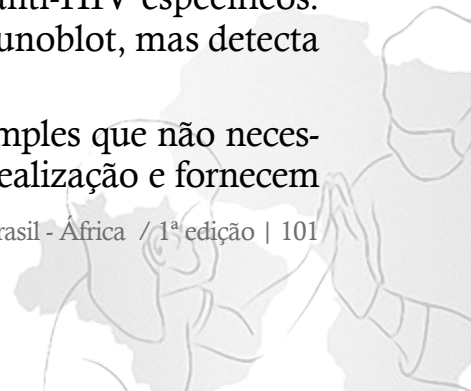 anti-HIV específicos.
unoblot, mas detecta
mples que não neces-
ealização e fornecem
rasil - África / 1ª edição | 101